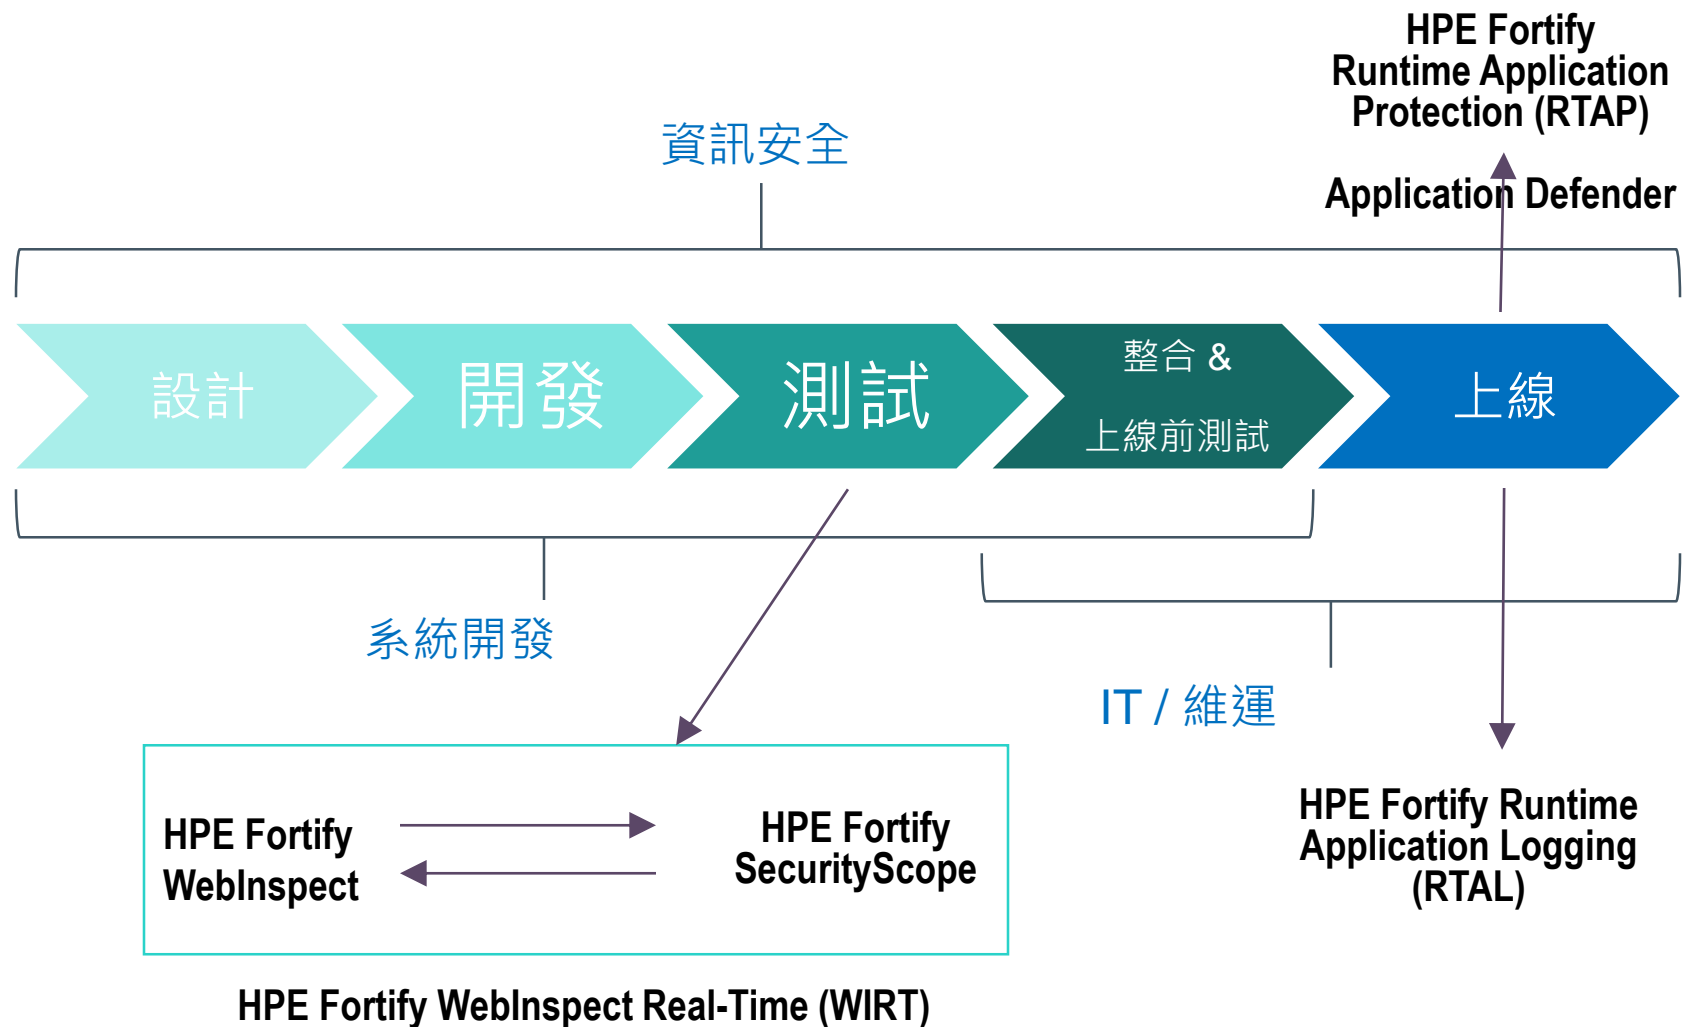 HPE Fortify
Runtime Application
Protection (RTAP)
Application Defender
資訊安全
設計
開發
測試
整合 &
上線前測試
上線
系統開發
IT / 維運
HPE Fortify
WebInspect
HPE Fortify
SecurityScope
HPE Fortify Runtime
Application Logging
(RTAL)
HPE Fortify WebInspect Real-Time (WIRT)